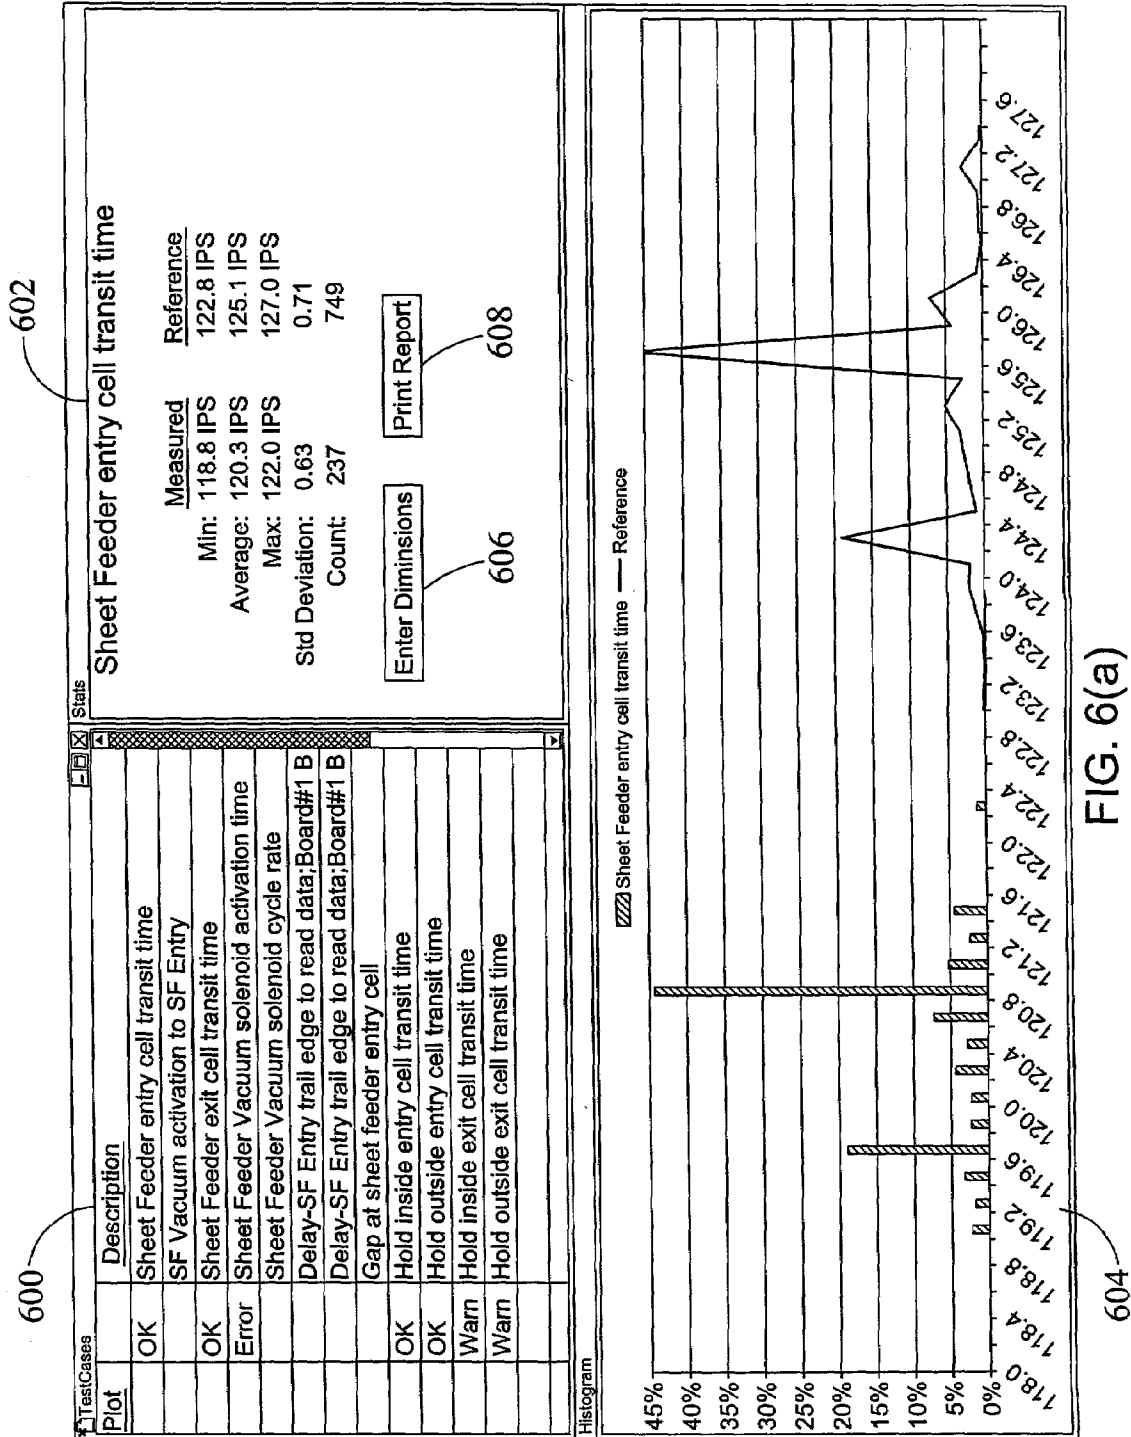 600
602
TestCases
Plot Description
OK Sheet Feeder entry cell transit time
SF Vacuum activation to SF Entry
OK Sheet Feeder exit cell transit time
Error Sheet Feeder Vacuum solenoid activation time
Sheet Feeder Vacuum solenoid cycle rate
Delay-SF Entry trail edge to read data;Board#1 B
Delay-SF Entry trail edge to read data;Board#1 B
Gap at sheet feeder entry cell
OK Hold inside entry cell transit time
OK Hold outside entry cell transit time
Warn Hold inside exit cell transit time
Warn Hold outside exit cell transit time
Stats
Sheet Feeder entry cell transit time
Measured Reference
Min: 118.8 IPS 122.8 IPS
Average: 120.3 IPS 125.1 IPS
Max: 122.0 IPS 127.0 IPS
Std Deviation: 0.63 0.71
Count: 237 749
Enter Diminsions Print Report
606 608
Histogram
Sheet Feeder entry cell transit time Reference
45%
40%
35%
30%
25%
20%
15%
10%
5%
0%
118.0 118.4 118.8 119.2 119.6 120.0 120.4 120.8 121.2 121.6 122.0 122.4 122.8 123.2 123.6 124.0 124.4 124.8 125.2 125.6 126.0 126.4 126.8 127.2 127.6
604
FIG. 6(a)